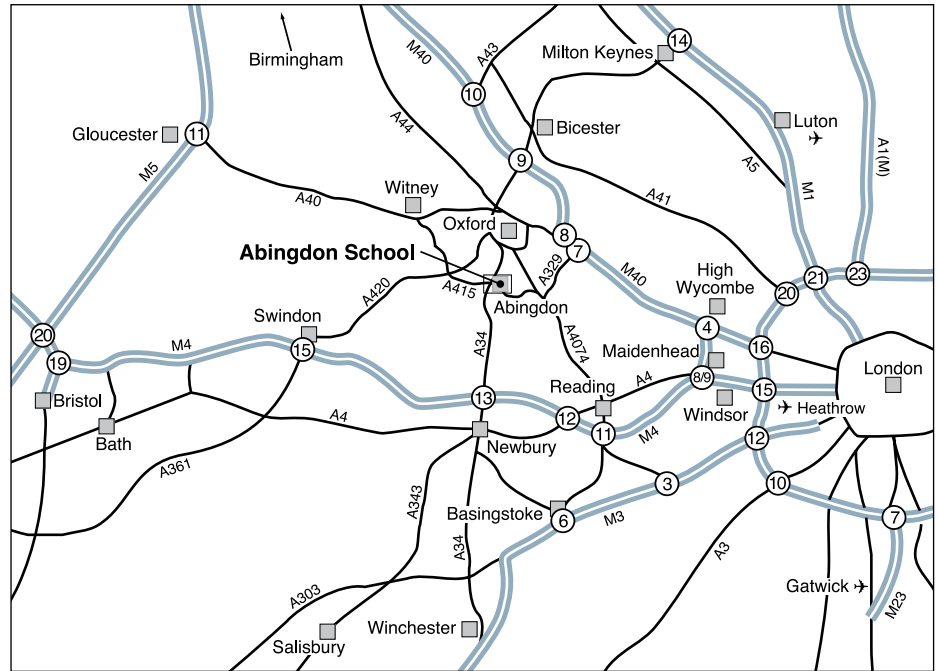 Birmingham
M40
A43
Milton Keynes
14
10
Gloucester
11
A44
Bicester
Luton
A1(M)
M5
9
A5
M1
A40
Witney
A41
Oxford
8
7
Abingdon School
A329
M40
High
Wycombe
20
21
23
A420
A415
Abingdon
Swindon
20
19
M4
15
A34
A4074
4
16
Maidenhead
London
8/9
15
Bristol
13
Reading
A4
Windsor
Heathrow
Bath
A4
12
11
M4
12
Newbury
A361
A343
3
10
Basingstoke
6
M3
7
A34
A3
A303
Gatwick
M23
Salisbury
Winchester